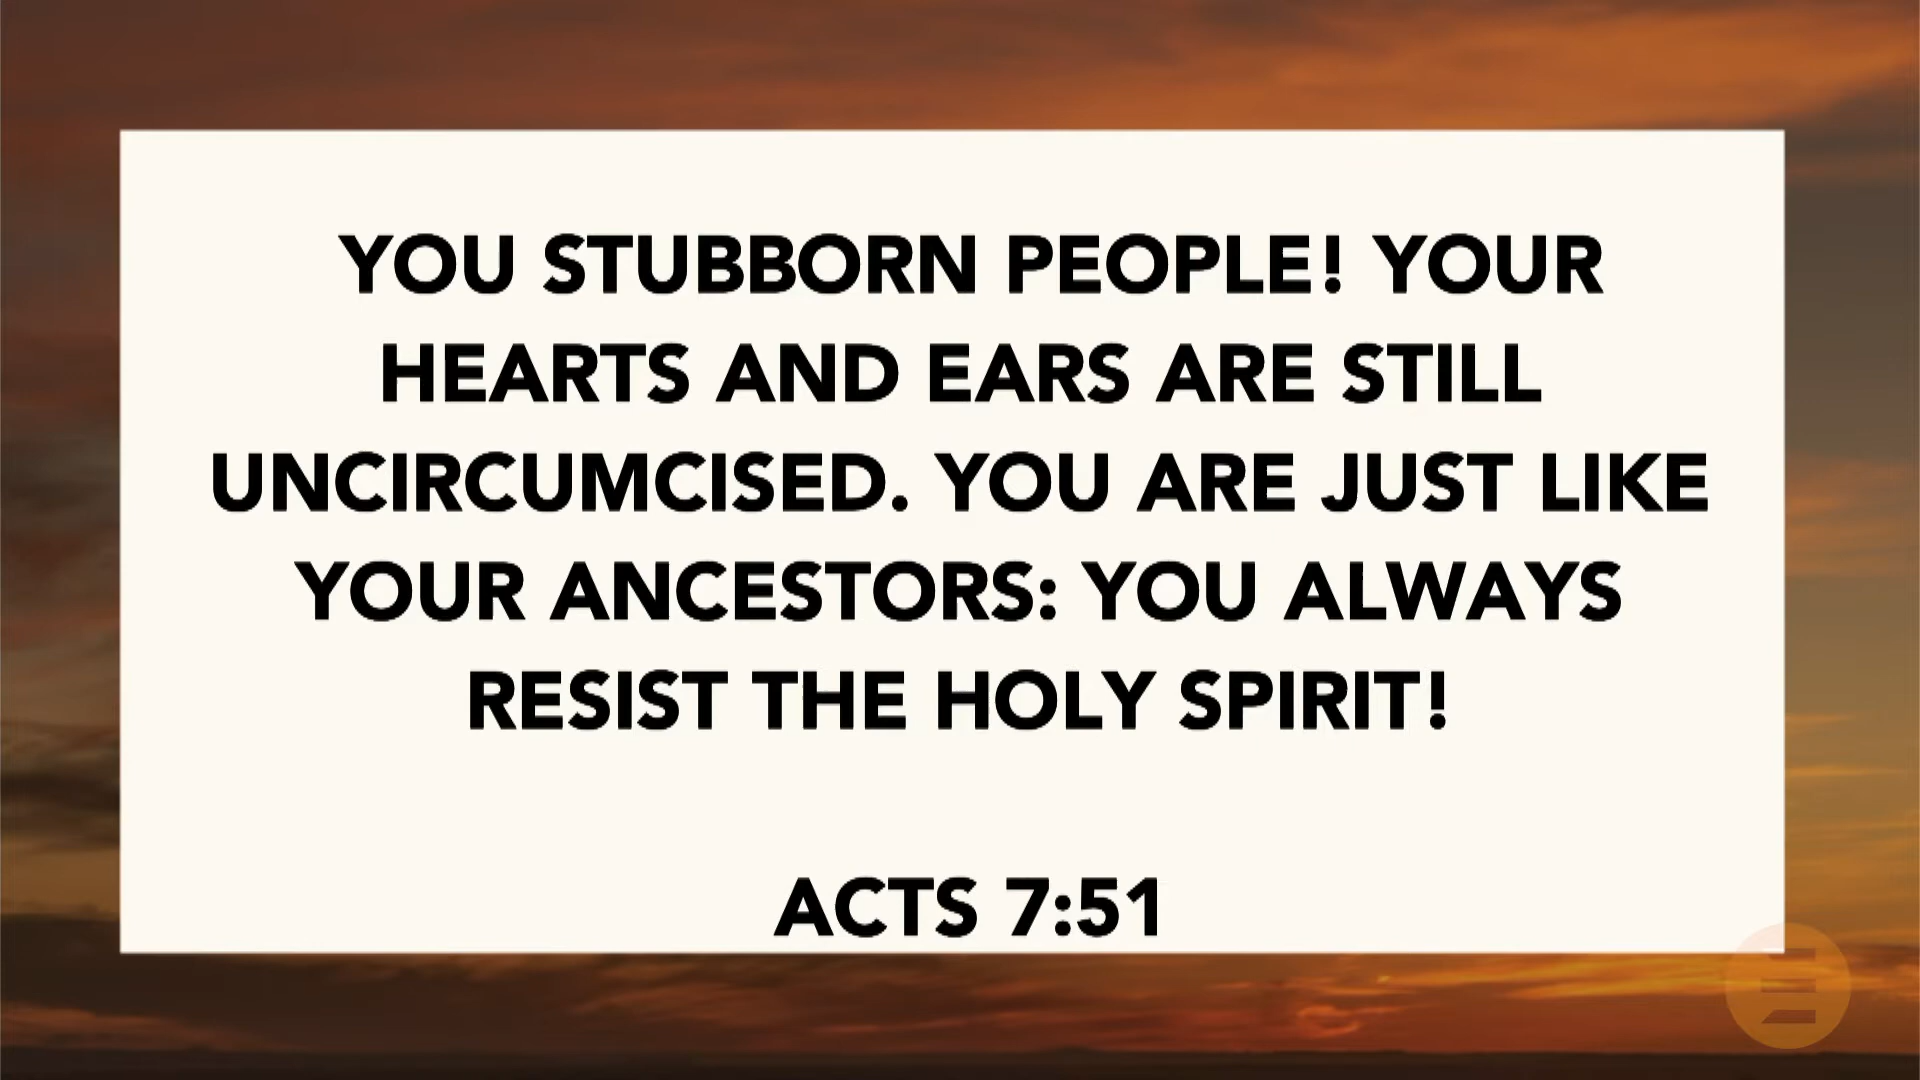 YOU STUBBORN PEOPLE! YOUR
HEARTS AND EARS ARE STILL
UNCIRCUMCISED. YOU ARE JUST LIKE
YOUR ANCESTORS: YOU ALWAYS
RESIST THE HOLY SPIRIT!
ACTS 7:51